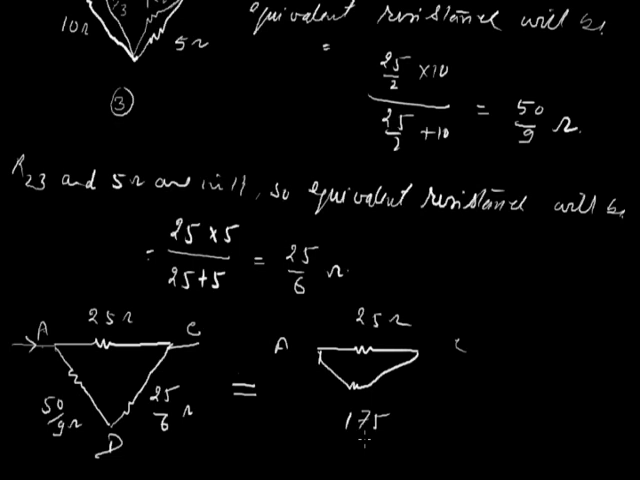 equivalent resistance will be
10Ω
5Ω
3
= 25/2 ×10 / 25/2 +10 = 50/9 Ω.
R23 and 5Ω are in ||, so equivalent resistance will be
= 25×5 / 25+5 = 25/6 Ω.
25Ω
A C
50/9 Ω 25/6 Ω
D
=
25Ω
A C
175